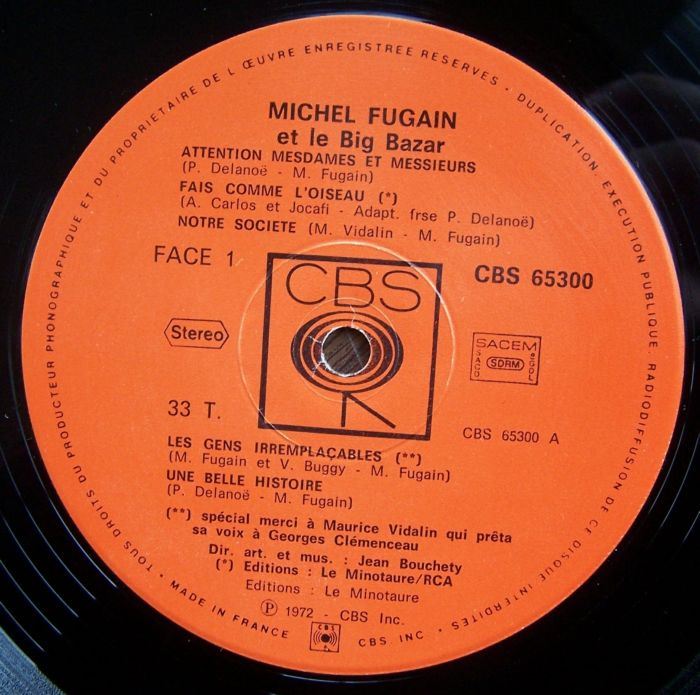 TOUS DROITS DU PRODUCTEUR PHONOGRAPHIQUE ET DU PROPRIETAIRE DE L'ŒUVRE ENREGISTREE RESERVES - DUPLICATION, EXECUTION PUBLIQUE, RADIODIFFUSION DE CE DISQUE INTERDITES -
MICHEL FUGAIN
et le Big Bazar
ATTENTION MESDAMES ET MESSIEURS
(P. Delanoë - M. Fugain)
FAIS COMME L'OISEAU (*)
(A. Carlos et Jocafi - Adapt. frse P. Delanoë)
NOTRE SOCIETE (M. Vidalin - M. Fugain)
FACE 1
CBS
CBS 65300
Stereo
SACEM
SACD SDRM SGDL
33 T.
CBS 65300 A
LES GENS IRREMPLAÇABLES (**)
(M. Fugain et V. Buggy - M. Fugain)
UNE BELLE HISTOIRE
(P. Delanoë - M. Fugain)
(**) spécial merci à Maurice Vidalin qui prêta
sa voix à Georges Clémenceau
Dir. art. et mus. : Jean Bouchety
(*) Editions : Le Minotaure/RCA
Editions : Le Minotaure
℗ 1972 - CBS Inc.
MADE IN FRANCE
CBS
CBS. INC -